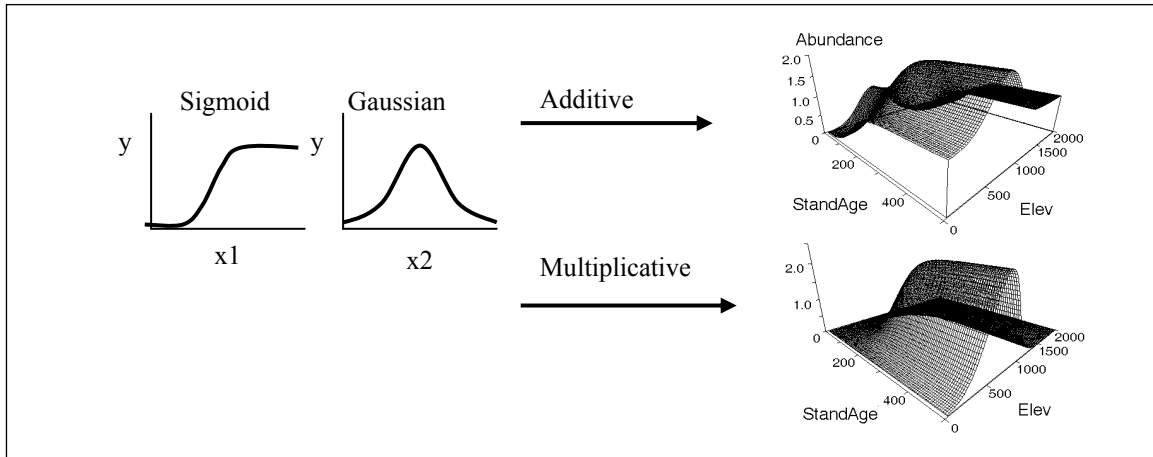 Sigmoid
y
x1
Gaussian
y
x2
Additive
Multiplicative
Abundance
2.0
1.5
1.0
0.5
0
200
400
StandAge
0
500
1000
1500
2000
Elev
2.0
1.0
0
200
400
StandAge
0
500
1000
1500
2000
Elev